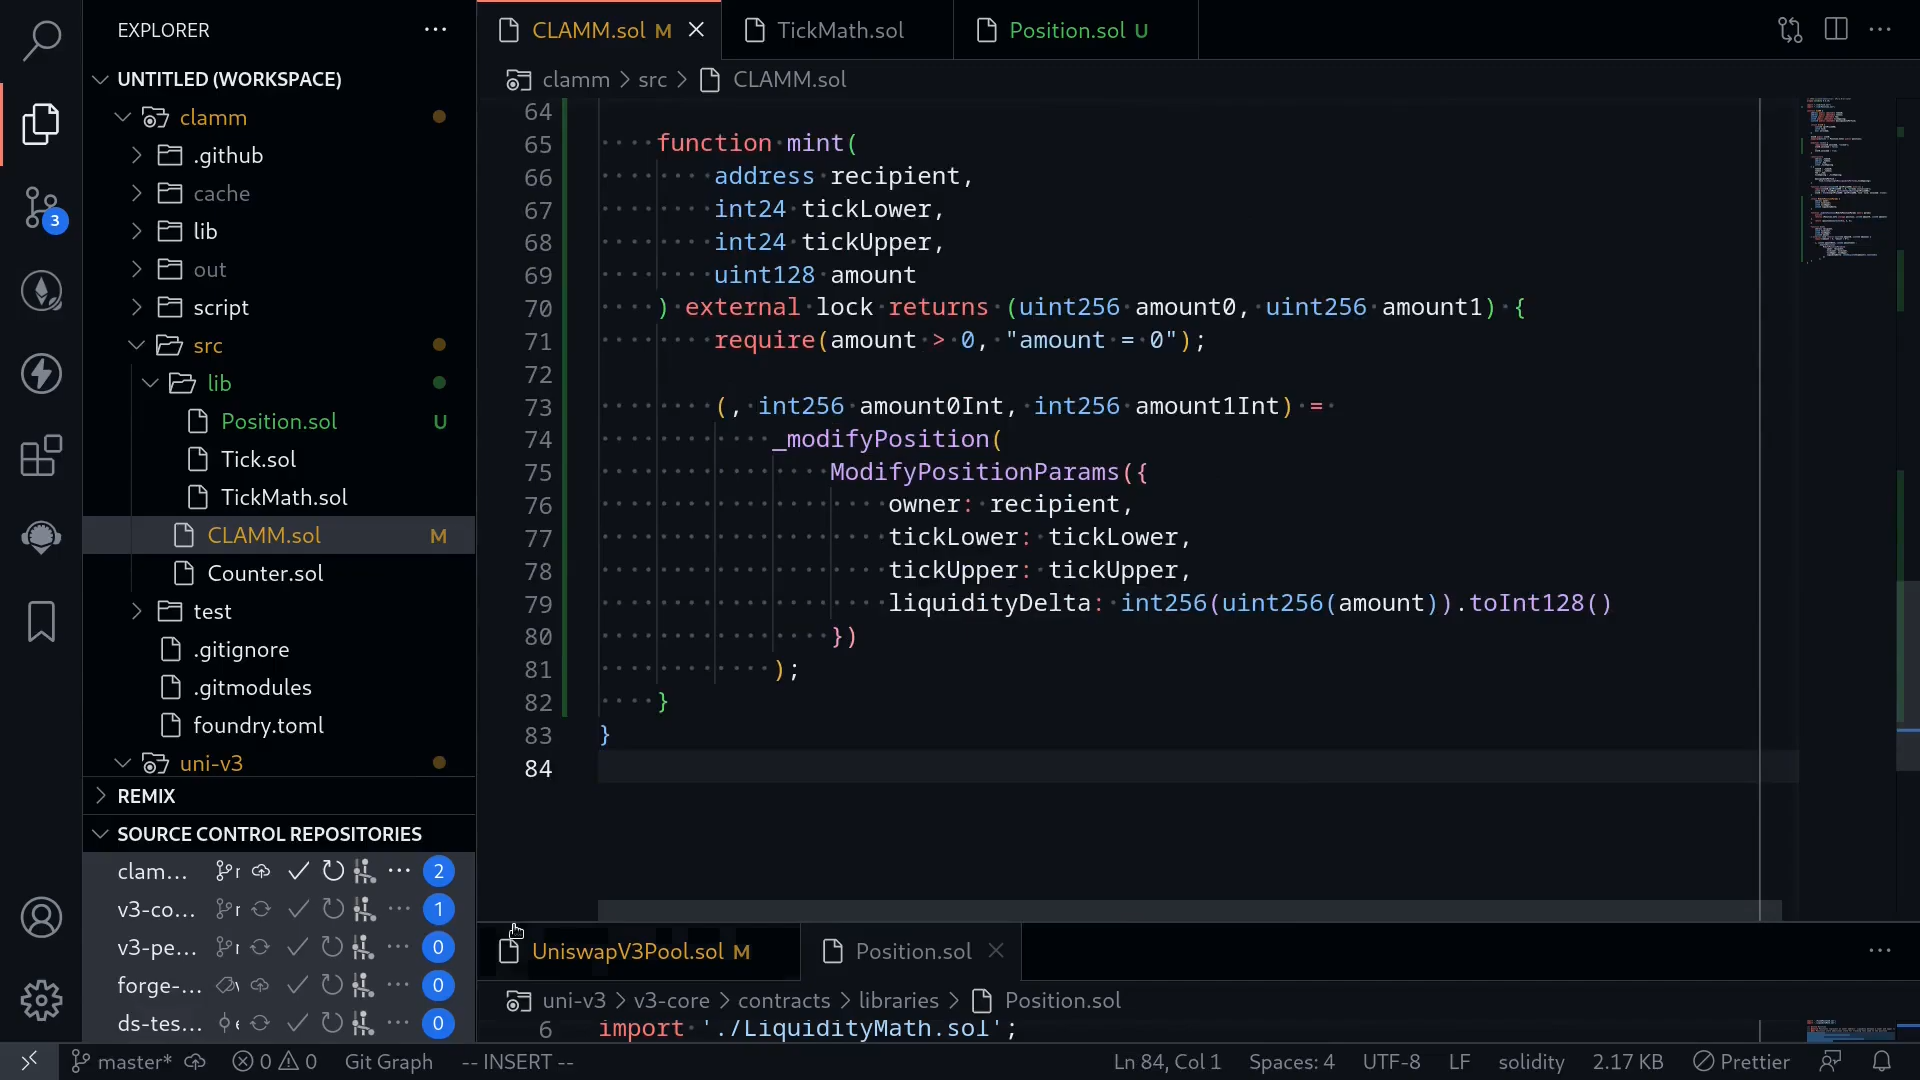 EXPLORER
UNTITLED (WORKSPACE)
clamm
.github
cache
lib
out
script
src
lib
Position.sol U
Tick.sol
TickMath.sol
CLAMM.sol M
Counter.sol
test
.gitignore
.gitmodules
foundry.toml
uni-v3
REMIX
SOURCE CONTROL REPOSITORIES
clam... 2
v3-co... 1
v3-pe... 0
forge-... 0
ds-tes... 0
3
CLAMM.sol M
TickMath.sol
Position.sol U
clamm > src > CLAMM.sol
64
65 function mint(
66 address recipient,
67 int24 tickLower,
68 int24 tickUpper,
69 uint128 amount
70 ) external lock returns (uint256 amount0, uint256 amount1) {
71 require(amount > 0, "amount = 0");
72
73 (, int256 amount0Int, int256 amount1Int) =
74 _modifyPosition(
75 ModifyPositionParams({
76 owner: recipient,
77 tickLower: tickLower,
78 tickUpper: tickUpper,
79 liquidityDelta: int256(uint256(amount)).toInt128()
80 })
81 );
82 }
83 }
84
UniswapV3Pool.sol M
Position.sol
uni-v3 > v3-core > contracts > libraries > Position.sol
6 import './LiquidityMath.sol';
master* 0 0 Git Graph -- INSERT -- Ln 84, Col 1 Spaces: 4 UTF-8 LF solidity 2.17 KB Prettier